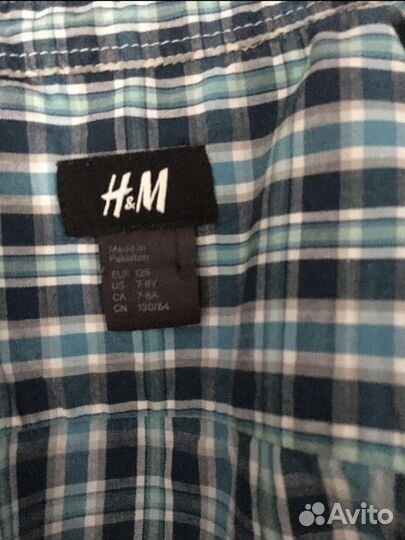 H&M
Made in
Pakistan
EUR 128
US 7-8Y
CA 7-8A
CN 130/64
Avito